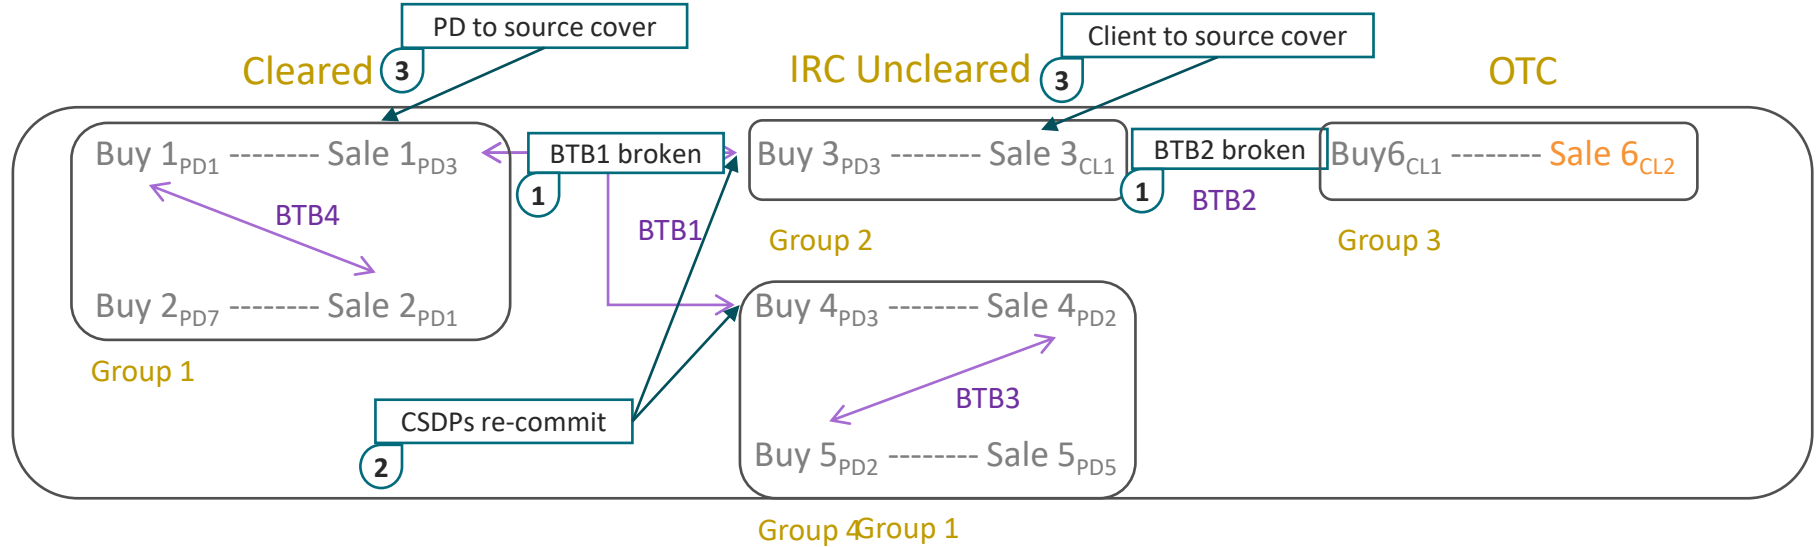 PD to source cover
Client to source cover
Cleared
3
IRC Uncleared
3
OTC
Buy 1PD1 -------- Sale 1PD3
BTB1 broken
1
Buy 3PD3 -------- Sale 3CL1
BTB2 broken
1
Buy6CL1 -------- Sale 6CL2
BTB4
BTB1
BTB2
Group 2
Group 3
Buy 2PD7 -------- Sale 2PD1
Buy 4PD3 -------- Sale 4PD2
Group 1
BTB3
CSDPs re-commit
2
Buy 5PD2 -------- Sale 5PD5
Group 4
Group 1